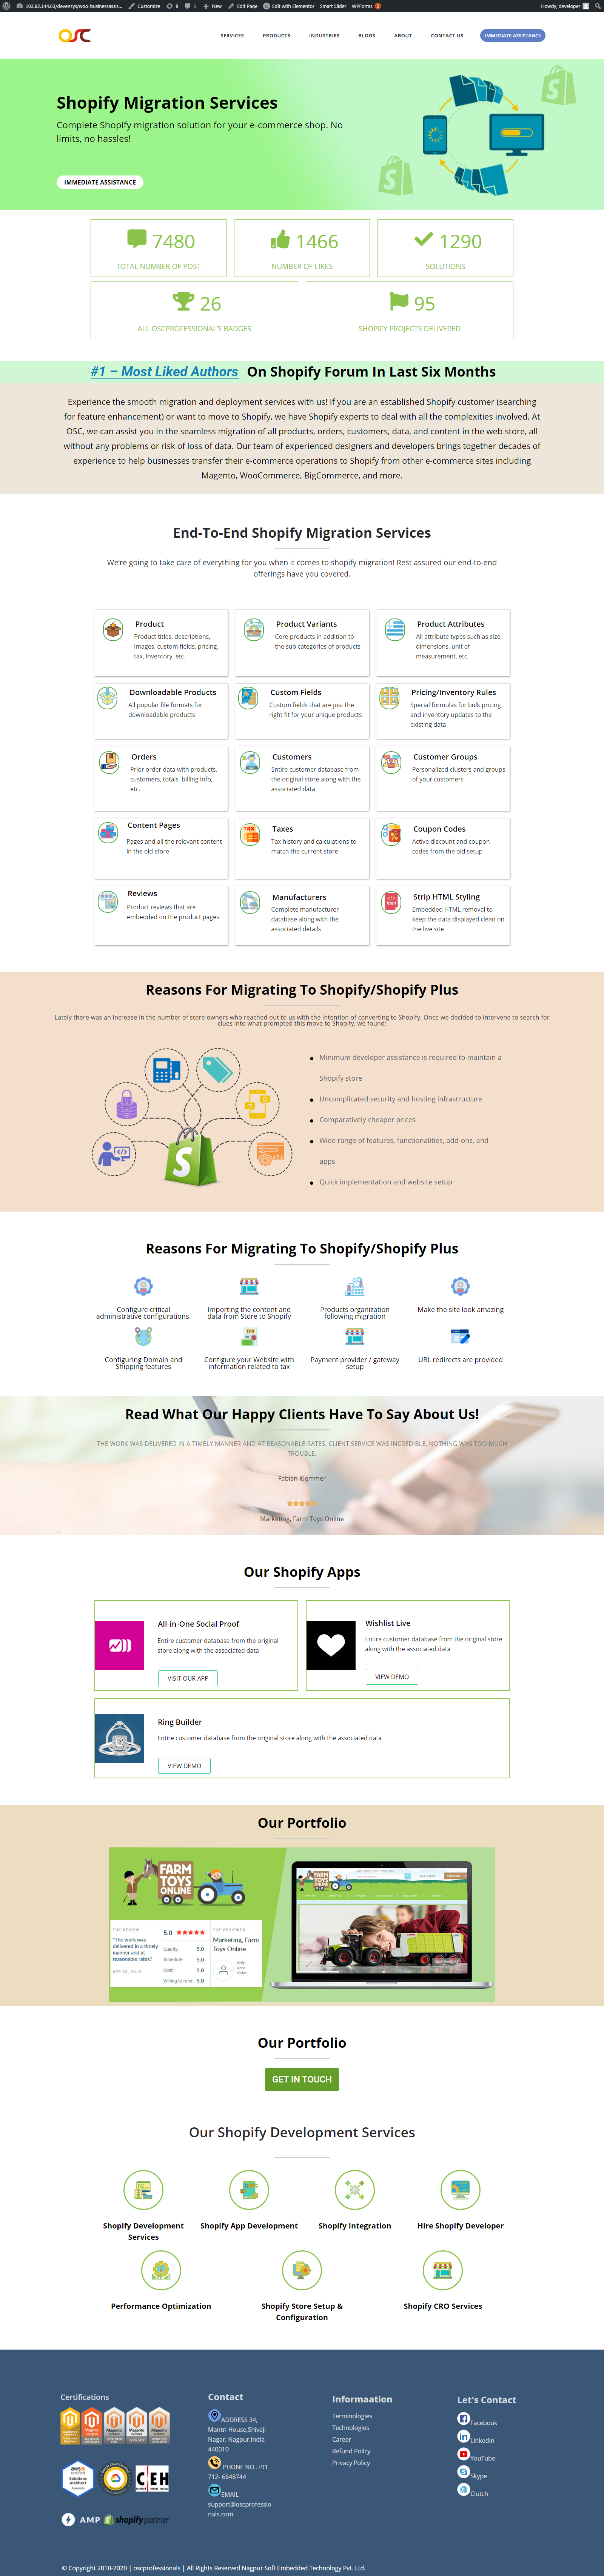 103.82.144.63/devensys/woo-businessasus... Customize 8 0 New Edit Page Edit with Elementor Smart Slider WPForms 2 Howdy, developer
OSC
SERVICES PRODUCTS INDUSTRIES BLOGS ABOUT CONTACT US IMMEDIATE ASSISTANCE
Shopify Migration Services
Complete Shopify migration solution for your e-commerce shop. No
limits, no hassles!
IMMEDIATE ASSISTANCE
7480
TOTAL NUMBER OF POST
1466
NUMBER OF LIKES
1290
SOLUTIONS
26
ALL OSCPROFESSIONAL'S BADGES
95
SHOPIFY PROJECTS DELIVERED
#1 – Most Liked Authors On Shopify Forum In Last Six Months
Experience the smooth migration and deployment services with us! If you are an established Shopify customer (searching
for feature enhancement) or want to move to Shopify, we have Shopify experts to deal with all the complexities involved. At
OSC, we can assist you in the seamless migration of all products, orders, customers, data, and content in the web store, all
without any problems or risk of loss of data. Our team of experienced designers and developers brings together decades of
experience to help businesses transfer their e-commerce operations to Shopify from other e-commerce sites including
Magento, WooCommerce, BigCommerce, and more.
End-To-End Shopify Migration Services
We're going to take care of everything for you when it comes to shopify migration! Rest assured our end-to-end
offerings have you covered.
Product
Product titles, descriptions,
images, custom fields, pricing,
tax, inventory, etc.
Product Variants
Core products in addition to
the sub categories of products
Product Attributes
All attribute types such as size,
dimensions, unit of
measurement, etc.
Downloadable Products
All popular file formats for
downloadable products
Custom Fields
Custom fields that are just the
right fit for your unique products
Pricing/Inventory Rules
Special formulas for bulk pricing
and inventory updates to the
existing data
Orders
Prior order data with products,
customers, totals, billing info,
etc.
Customers
Entire customer database from
the original store along with the
associated data
Customer Groups
Personalized clusters and groups
of your customers
Content Pages
Pages and all the relevant content
in the old store
TAX
Taxes
Tax history and calculations to
match the current store
Coupon Codes
Active discount and coupon
codes from the old setup
Reviews
Product reviews that are
embedded on the product pages
Manufacturers
Complete manufacturer
database along with the
associated details
Strip HTML Styling
Embedded HTML removal to
keep the data displayed clean on
the live site
Reasons For Migrating To Shopify/Shopify Plus
Lately there was an increase in the number of store owners who reached out to us with the intention of converting to Shopify. Once we decided to intervene to search for
clues into what prompted this move to Shopify, we found:
Minimum developer assistance is required to maintain a
Shopify store
Uncomplicated security and hosting infrastructure
Comparatively cheaper prices
Wide range of features, functionalities, add-ons, and
apps
Quick implementation and website setup
Reasons For Migrating To Shopify/Shopify Plus
Configure critical
administrative configurations.
Importing the content and
data from Store to Shopify
Products organization
following migration
Make the site look amazing
Configuring Domain and
Shipping features
TAX
Configure your Website with
information related to tax
Payment provider / gateway
setup
URL redirects are provided
Read What Our Happy Clients Have To Say About Us!
THE WORK WAS DELIVERED IN A TIMELY MANNER AND AT REASONABLE RATES. CLIENT SERVICE WAS INCREDIBLE, NOTHING WAS TOO MUCH
TROUBLE.
Fabian Klemmer
Marketing, Farm Toys Online
Our Shopify Apps
All-in-One Social Proof
Entire customer database from the original
store along with the associated data
VISIT OUR APP
Wishlist Live
Entire customer database from the original store
along with the associated data
VIEW DEMO
Ring Builder
Entire customer database from the original store along with the associated data
VIEW DEMO
Our Portfolio
FARM
TOYS
ONLINE
THE REVIEW
"The work was
delivered in a timely
manner and at
reasonable rates."
SEP 20, 2019
5.0
Quality 5.0
Schedule 5.0
Cost 5.0
Willing to refer 5.0
THE REVIEWER
Marketing, Farm
Toys Online
Our Portfolio
GET IN TOUCH
Our Shopify Development Services
Shopify Development
Services
Shopify App Development
Shopify Integration
Hire Shopify Developer
Performance Optimization
Shopify Store Setup &
Configuration
Shopify CRO Services
Certifications
aws
C|EH
AMP
shopify partner
Contact
ADDRESS 34,
Mantri House,Shivaji
Nagar, Nagpur,India
440010
PHONE NO .+91
712- 6648744
EMAIL
support@oscprofessio
nals.com
Informaation
Terminologies
Technologies
Career
Refund Policy
Privacy Policy
Let's Contact
Facebook
LinkedIn
YouTube
Skype
Clutch
© Copyright 2010-2020 | oscprofessionals | All Rights Reserved Nagpur Soft Embedded Technology Pvt. Ltd.